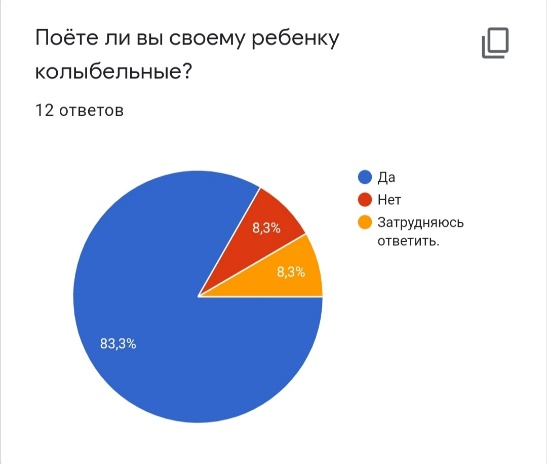 Поёте ли вы своему ребенку
колыбельные?
12 ответов
Да
Нет
Затрудняюсь
ответить.
8,3%
8,3%
83,3%